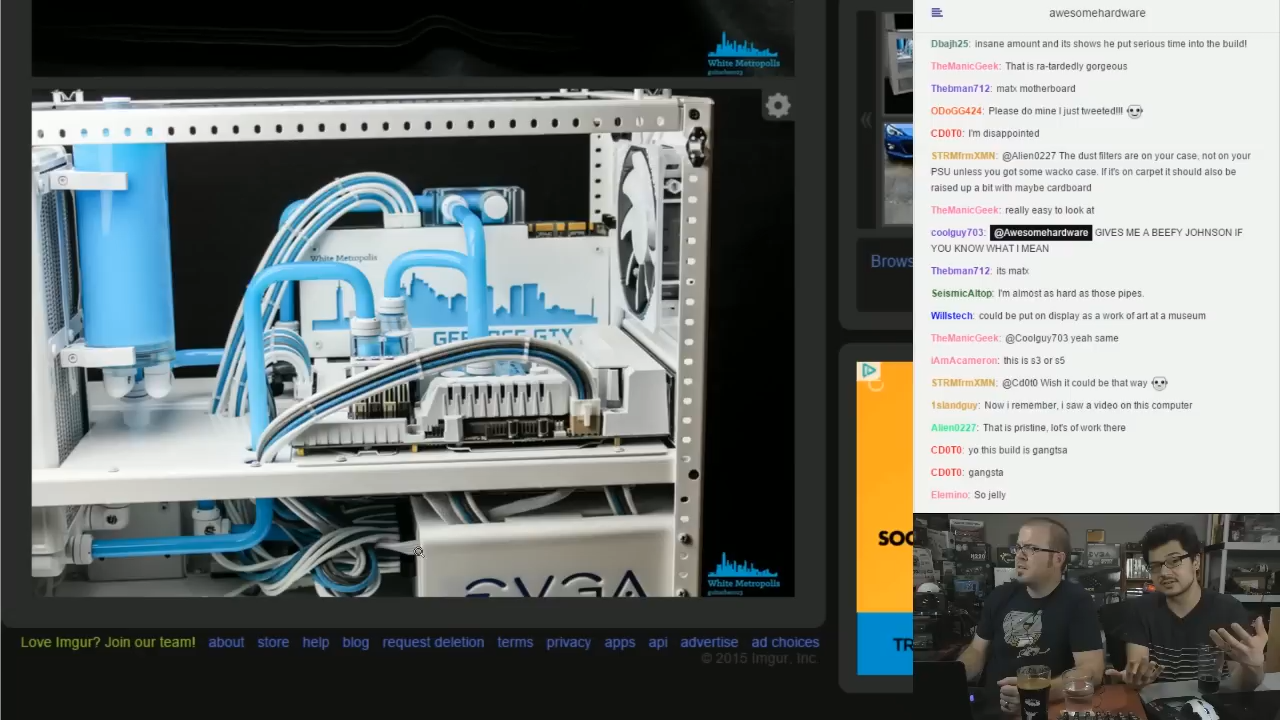 White Metropolis
White Metropolis
GEFORCE GTX
EVGA
White Metropolis
Love Imgur? Join our team! about store help blog request deletion terms privacy apps api advertise ad choices
© 2015 Imgur, Inc.
Brows
SOC
TR
awesomehardware
Dbajh25: insane amount and its shows he put serious time into the build!
TheManicGeek: That is ra-tardedly gorgeous
Thebman712: matx motherboard
ODoGG424: Please do mine I just tweeted!!!
CD0T0: I'm disappointed
STRMfrmXMN: @Alien0227 The dust filters are on your case, not on your
PSU unless you got some wacko case. If it's on carpet it should also be
raised up a bit with maybe cardboard
TheManicGeek: really easy to look at
coolguy703: @Awesomehardware GIVES ME A BEEFY JOHNSON IF
YOU KNOW WHAT I MEAN
Thebman712: its matx
SeismicAltop: I'm almost as hard as those pipes.
Willstech: could be put on display as a work of art at a museum
TheManicGeek: @Coolguy703 yeah same
iAmAcameron: this is s3 or s5
STRMfrmXMN: @Cd0t0 Wish it could be that way
1slandguy: Now i remember, i saw a video on this computer
Alien0227: That is pristine, lot's of work there
CD0T0: yo this build is gangtsa
CD0T0: gangsta
Elemino: So jelly